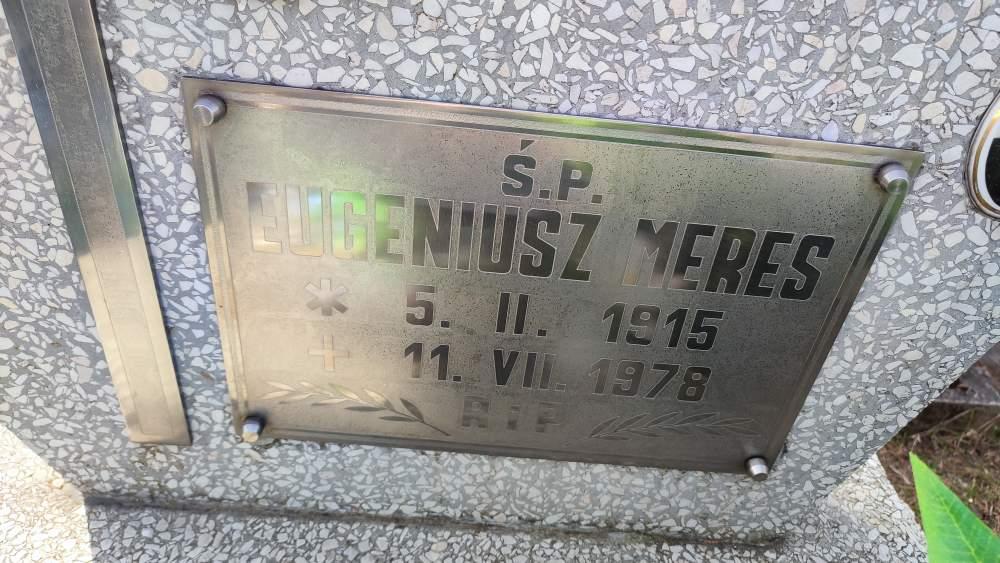 Ś.P.
EUGENIUSZ MERES
* 5. II. 1915
+ 11. VII. 1978
RIP